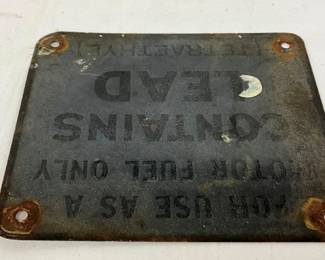 FOR USE AS A
MOTOR FUEL ONLY
CONTAINS
LEAD
(TETRAETHYL)